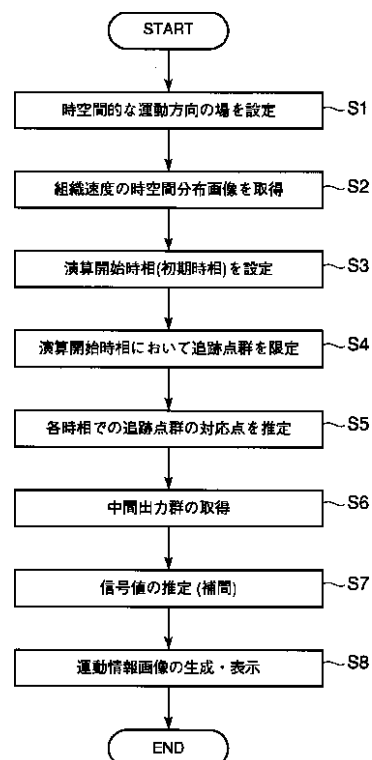 START
時空間的な運動方向の場を設定 S1
組織速度の時空間分布画像を取得 S2
演算開始時相(初期時相)を設定 S3
演算開始時相において追跡点群を限定 S4
各時相での追跡点群の対応点を推定 S5
中間出力群の取得 S6
信号値の推定 (補間) S7
運動情報画像の生成・表示 S8
END